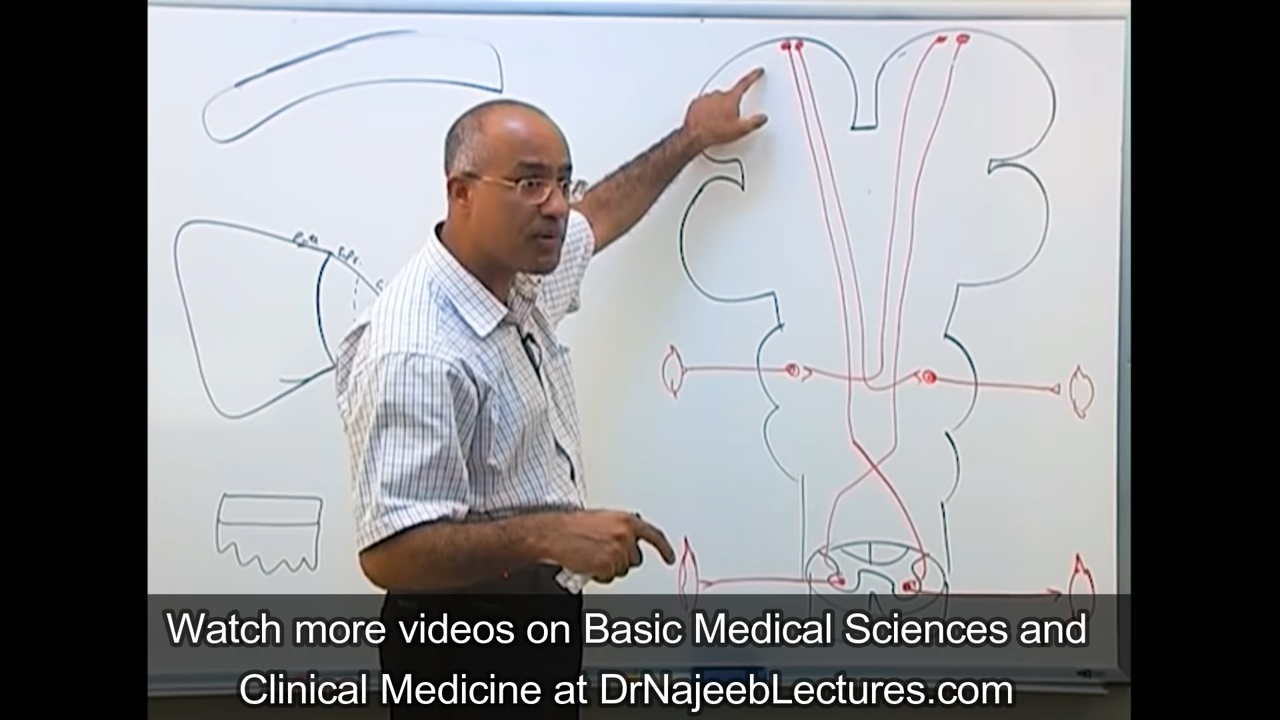 Watch more videos on Basic Medical Sciences and
Clinical Medicine at DrNajeebLectures.com